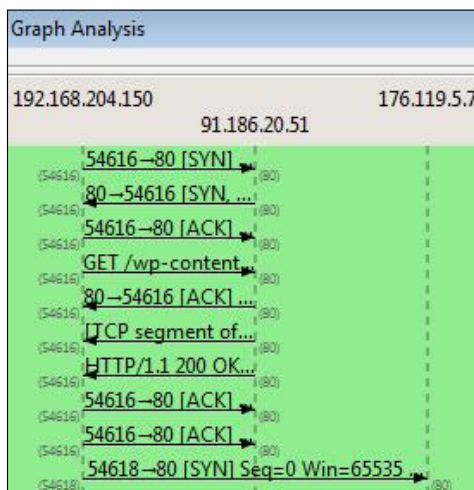 Graph Analysis
192.168.204.150 176.119.5.7
91.186.20.51
54616→80 [SYN] ...
(54616) (80)
80→54616 [SYN, ...
(54616) (80)
54616→80 [ACK] ...
(54616) (80)
GET /wp-content...
(54616) (80)
80→54616 [ACK] ...
(54616) (80)
[TCP segment of...
(54616) (80)
HTTP/1.1 200 OK...
(54616) (80)
54616→80 [ACK] ...
(54616) (80)
54616→80 [ACK] ...
(54616) (80)
54618→80 [SYN] Seq=0 Win=65535 ...
(54618) (80)